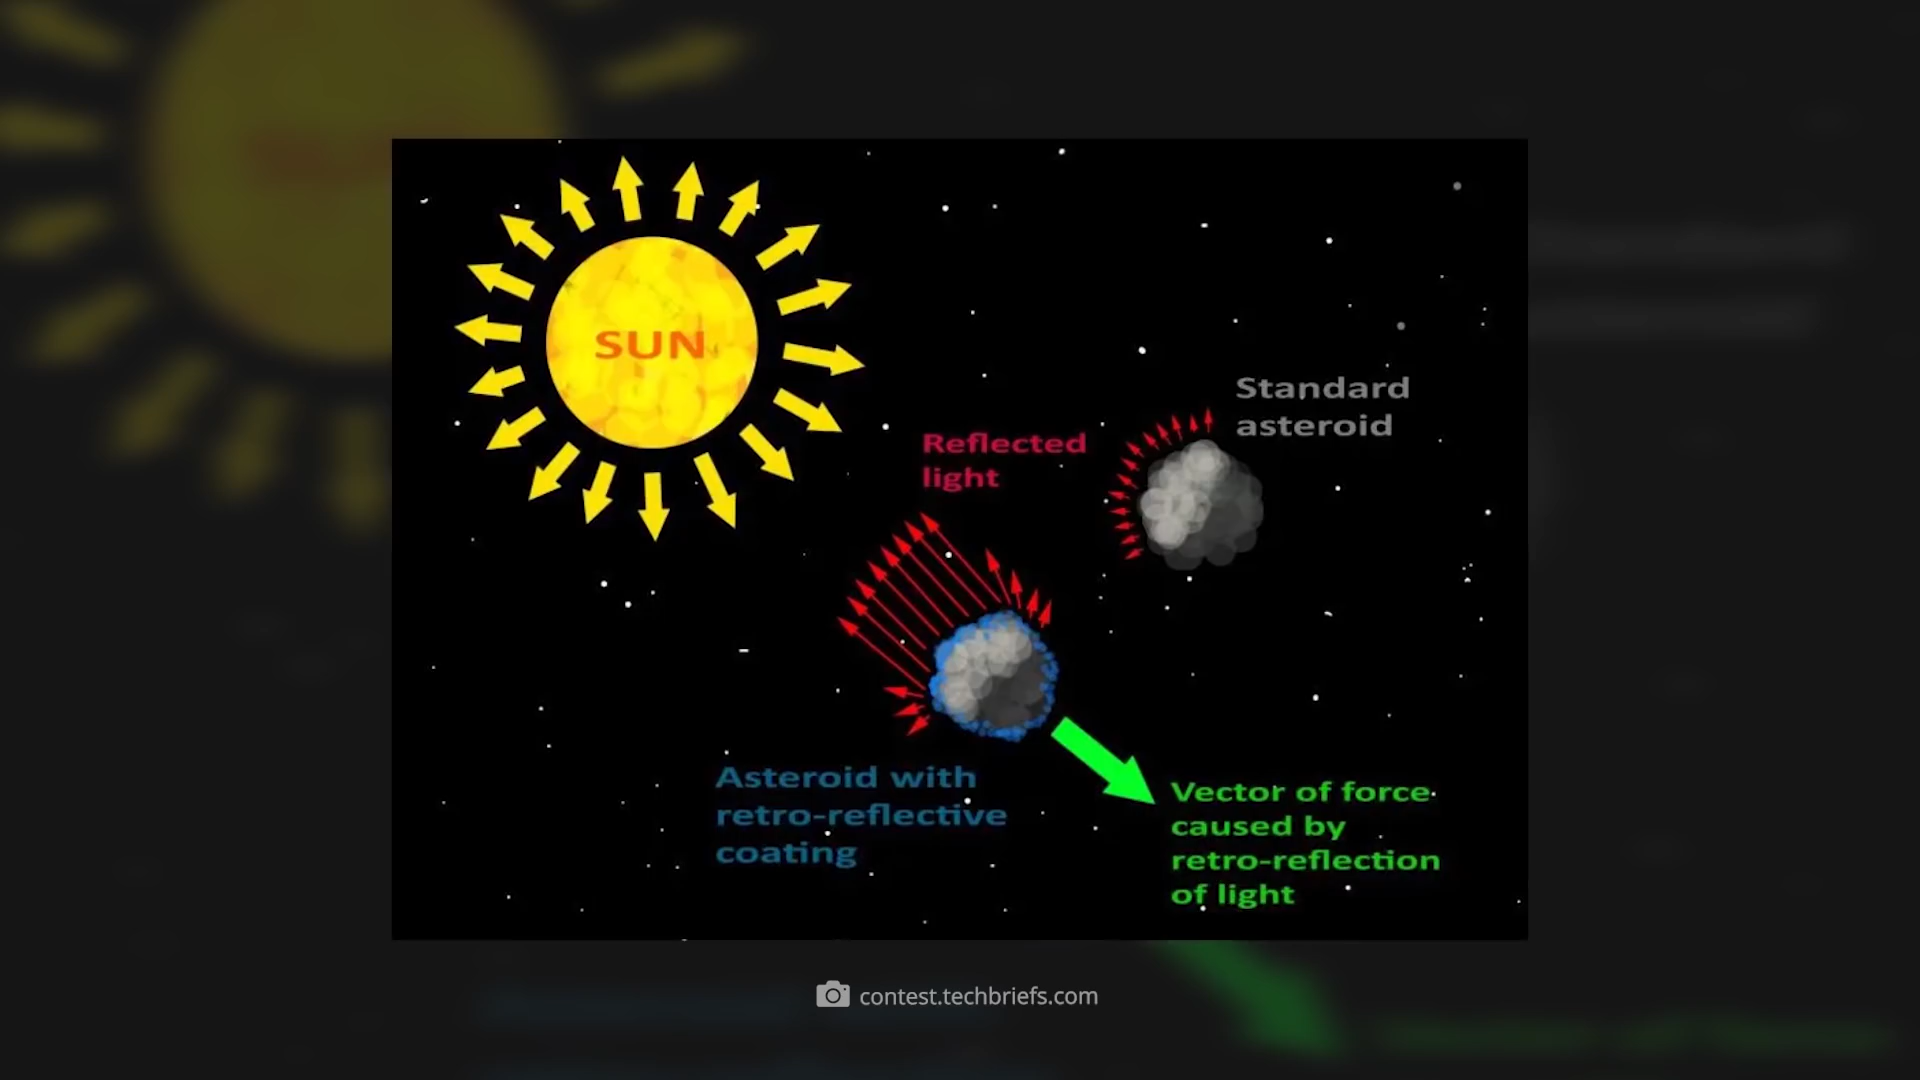 SUN
Standard
asteroid
Reflected
light
Asteroid with
retro-reflective
coating
Vector of force
caused by
retro-reflection
of light
contest.techbriefs.com